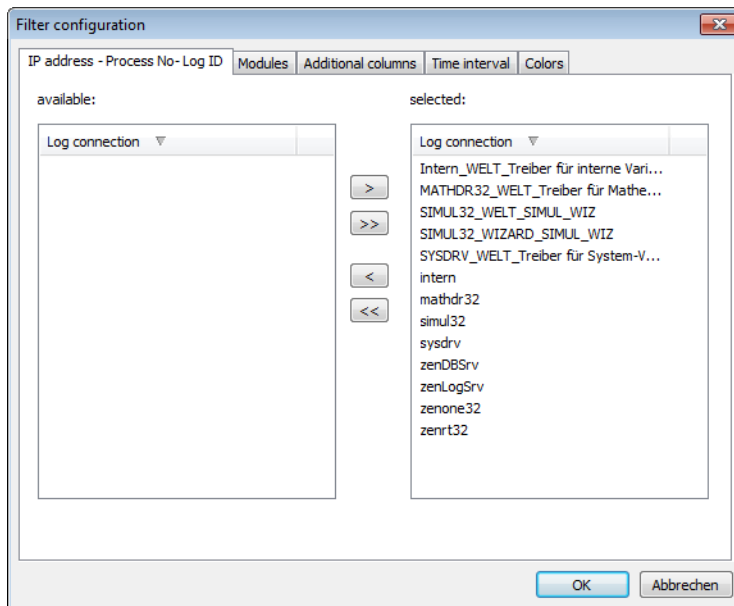 Filter configuration
IP address - Process No- Log ID Modules Additional columns Time interval Colors
available: selected:
Log connection Log connection
Intern_WELT_Treiber für interne Vari...
> MATHDR32_WELT_Treiber für Mathe...
SIMUL32_WELT_SIMUL_WIZ
>> SIMUL32_WIZARD_SIMUL_WIZ
SYSDRV_WELT_Treiber für System-V...
< intern
mathdr32
<< simul32
sysdrv
zenDBSrv
zenLogSrv
zenone32
zenrt32
OK Abbrechen